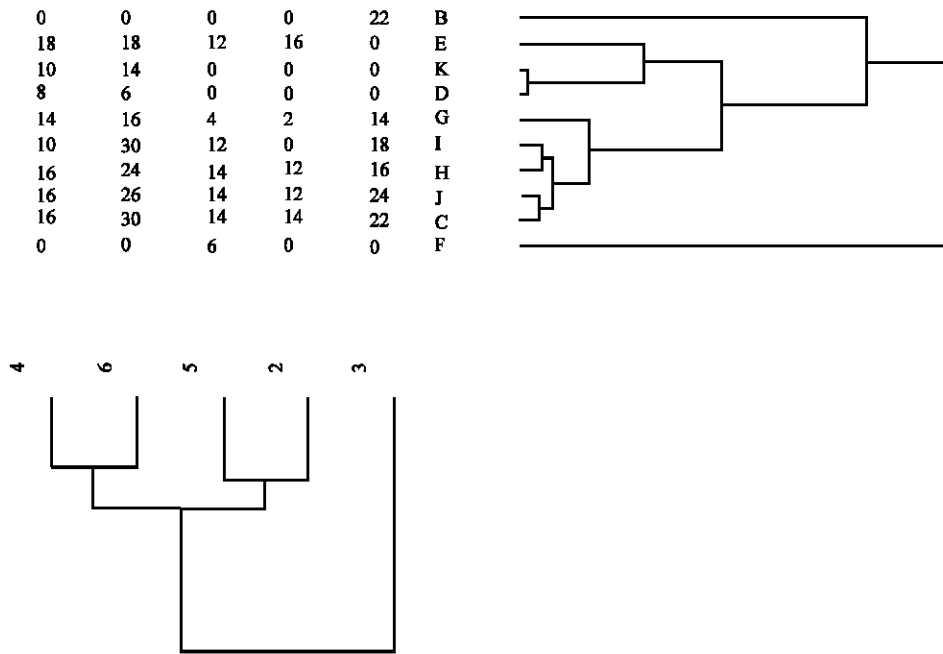 0 0 0 0 22 B
18 18 12 16 0 E
10 14 0 0 0 K
8 6 0 0 0 D
14 16 4 2 14 G
10 30 12 0 18 I
16 24 14 12 16 H
16 26 14 12 24 J
16 30 14 14 22 C
0 0 6 0 0 F
4 6 5 2 3